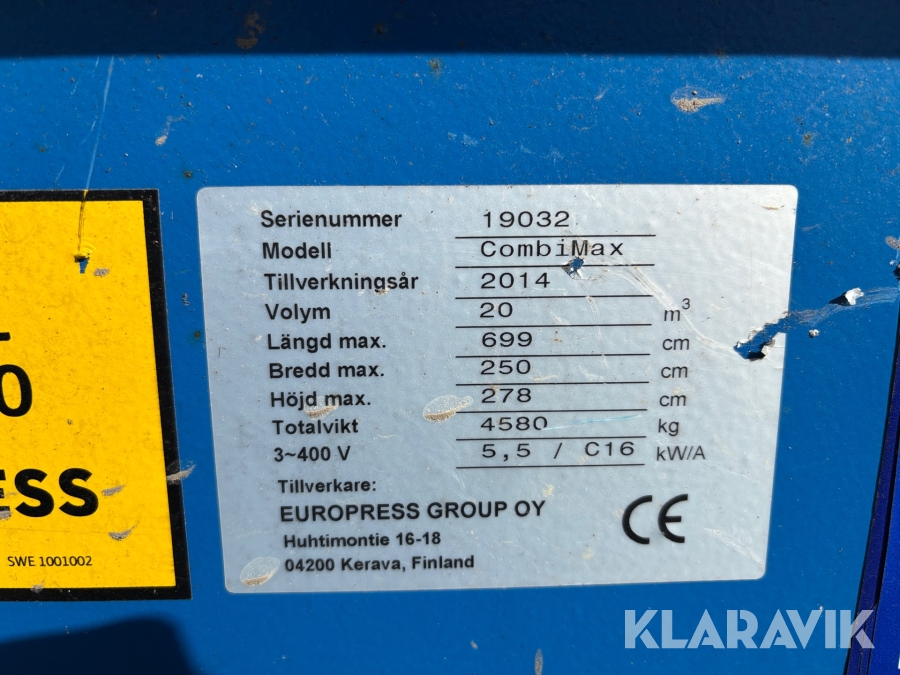 Serienummer 19032
Modell CombiMax
Tillverkningsår 2014
Volym 20 m³
Längd max. 699 cm
Bredd max. 250 cm
Höjd max. 278 cm
Totalvikt 4580 kg
3~400 V 5,5 / C16 kW/A
Tillverkare:
EUROPRESS GROUP OY
Huhtimontie 16-18
04200 Kerava, Finland
CE
0
ESS
SWE 1001002
KLARAVIK